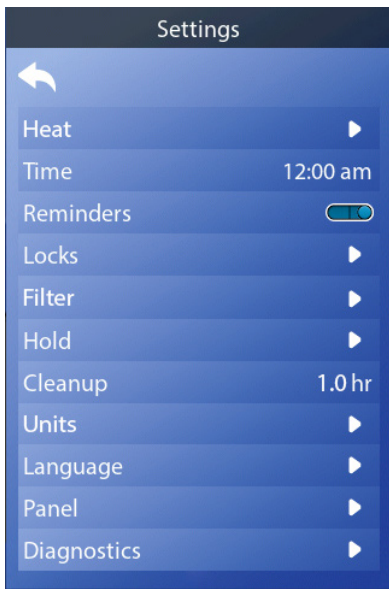 Settings
Heat
Time 12:00 am
Reminders
Locks
Filter
Hold
Cleanup 1.0 hr
Units
Language
Panel
Diagnostics